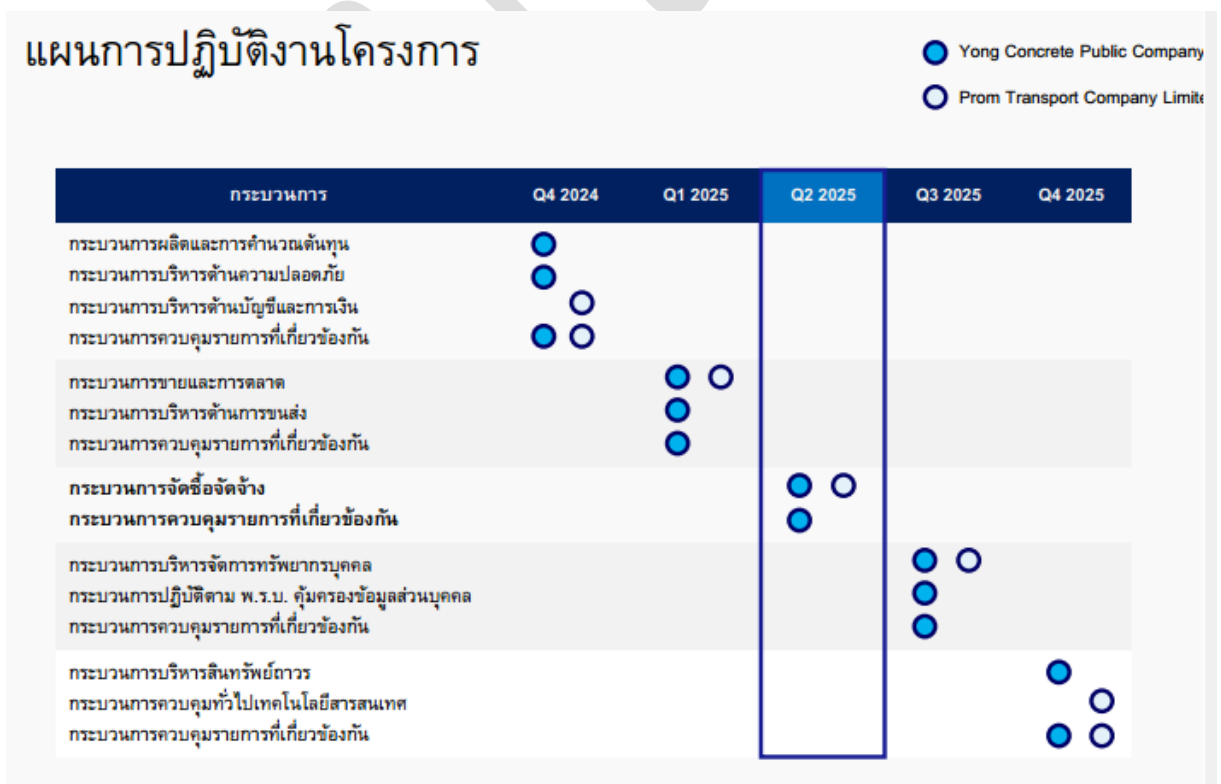 แผนการปฏิบัติงานโครงการ
Yong Concrete Public Company
Prom Transport Company Limite
กระบวนการ Q4 2024 Q1 2025 Q2 2025 Q3 2025 Q4 2025
กระบวนการผลิตและการคำนวณต้นทุน
กระบวนการบริหารด้านความปลอดภัย
กระบวนการบริหารด้านบัญชีและการเงิน
กระบวนการควบคุมรายการที่เกี่ยวข้องกัน
กระบวนการขายและการตลาด
กระบวนการบริหารด้านการขนส่ง
กระบวนการควบคุมรายการที่เกี่ยวข้องกัน
กระบวนการจัดซื้อจัดจ้าง
กระบวนการควบคุมรายการที่เกี่ยวข้องกัน
กระบวนการบริหารจัดการทรัพยากรบุคคล
กระบวนการปฏิบัติตาม พ.ร.บ. คุ้มครองข้อมูลส่วนบุคคล
กระบวนการควบคุมรายการที่เกี่ยวข้องกัน
กระบวนการบริหารสินทรัพย์ถาวร
กระบวนการควบคุมทั่วไปเทคโนโลยีสารสนเทศ
กระบวนการควบคุมรายการที่เกี่ยวข้องกัน